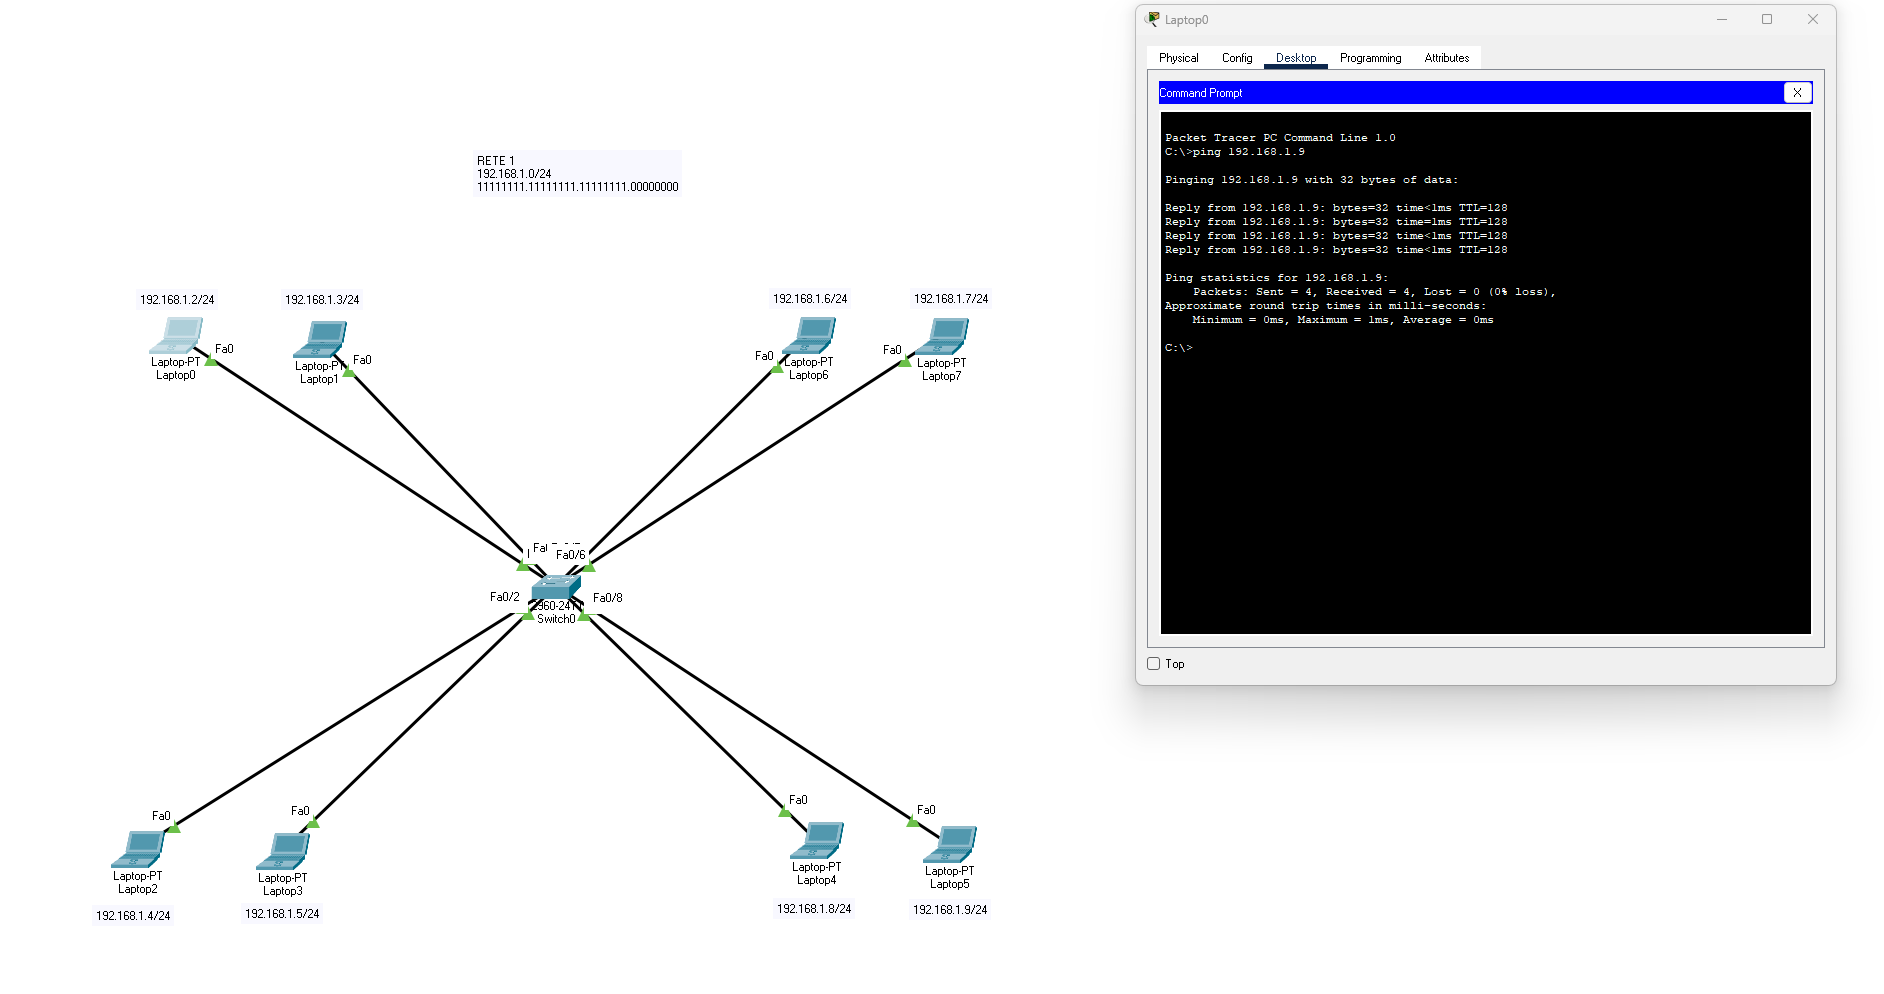 RETE 1
192.168.1.0/24
11111111.11111111.11111111.00000000
192.168.1.2/24
192.168.1.3/24
192.168.1.6/24
192.168.1.7/24
Fa0
Laptop-PT
Laptop0
Fa0
Laptop-PT
Laptop1
Fa0
Laptop-PT
Laptop6
Fa0
Laptop-PT
Laptop7
Fa0/6
Fa0/2
Fa0/8
Switch0
Fa0
Laptop-PT
Laptop2
192.168.1.4/24
Fa0
Laptop-PT
Laptop3
192.168.1.5/24
Fa0
Laptop-PT
Laptop4
192.168.1.8/24
Fa0
Laptop-PT
Laptop5
192.168.1.9/24
Laptop0
Physical Config Desktop Programming Attributes
Command Prompt X
Packet Tracer PC Command Line 1.0
C:\>ping 192.168.1.9
Pinging 192.168.1.9 with 32 bytes of data:
Reply from 192.168.1.9: bytes=32 time<1ms TTL=128
Reply from 192.168.1.9: bytes=32 time=1ms TTL=128
Reply from 192.168.1.9: bytes=32 time<1ms TTL=128
Reply from 192.168.1.9: bytes=32 time<1ms TTL=128
Ping statistics for 192.168.1.9:
Packets: Sent = 4, Received = 4, Lost = 0 (0% loss),
Approximate round trip times in milli-seconds:
Minimum = 0ms, Maximum = 1ms, Average = 0ms
C:\>
Top